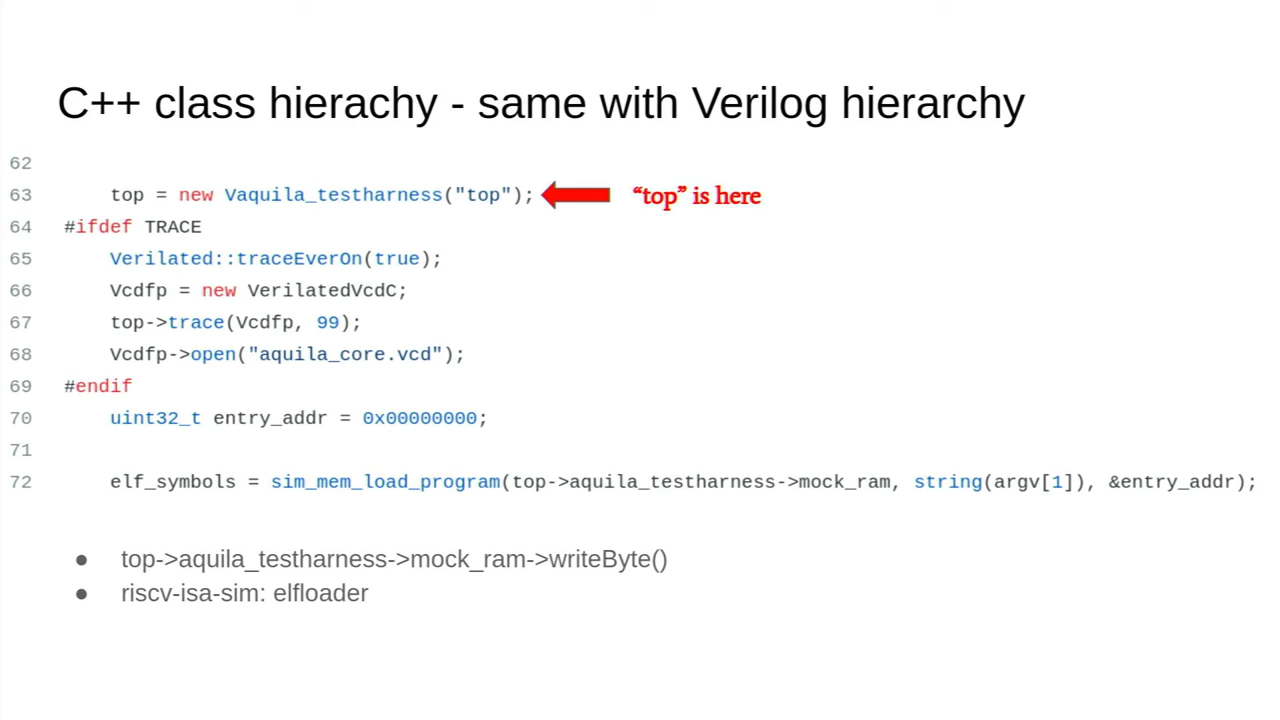 C++ class hierachy - same with Verilog hierarchy
62
63 top = new Vaquila_testharness("top"); “top” is here
64 #ifdef TRACE
65 Verilated::traceEverOn(true);
66 Vcdfp = new VerilatedVcdC;
67 top->trace(Vcdfp, 99);
68 Vcdfp->open("aquila_core.vcd");
69 #endif
70 uint32_t entry_addr = 0x00000000;
71
72 elf_symbols = sim_mem_load_program(top->aquila_testharness->mock_ram, string(argv[1]), &entry_addr);
● top->aquila_testharness->mock_ram->writeByte()
● riscv-isa-sim: elfloader